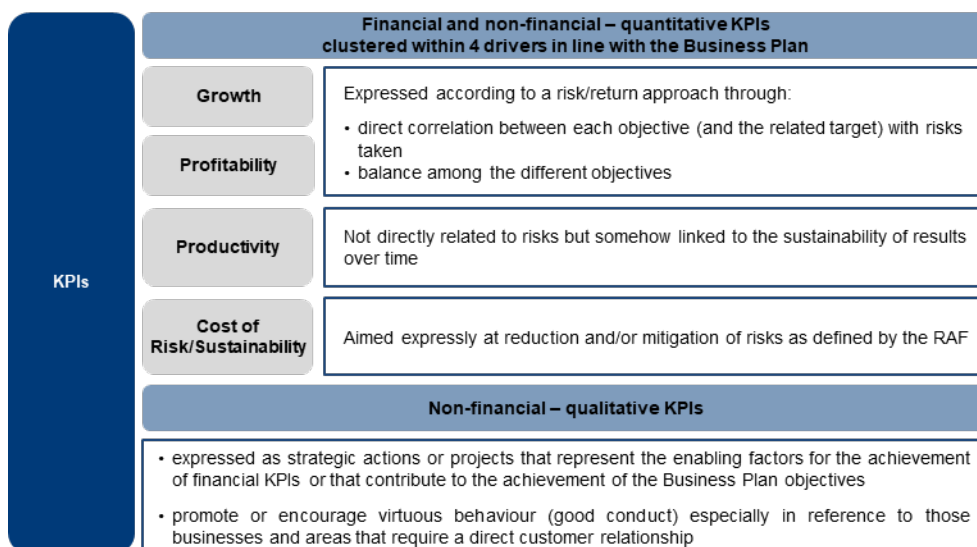 Financial and non-financial – quantitative KPIs
clustered within 4 drivers in line with the Business Plan
KPIs
Growth
Profitability
Expressed according to a risk/return approach through:
• direct correlation between each objective (and the related target) with risks
taken
• balance among the different objectives
Productivity
Not directly related to risks but somehow linked to the sustainability of results
over time
Cost of
Risk/Sustainability
Aimed expressly at reduction and/or mitigation of risks as defined by the RAF
Non-financial – qualitative KPIs
• expressed as strategic actions or projects that represent the enabling factors for the achievement
of financial KPIs or that contribute to the achievement of the Business Plan objectives
• promote or encourage virtuous behaviour (good conduct) especially in reference to those
businesses and areas that require a direct customer relationship